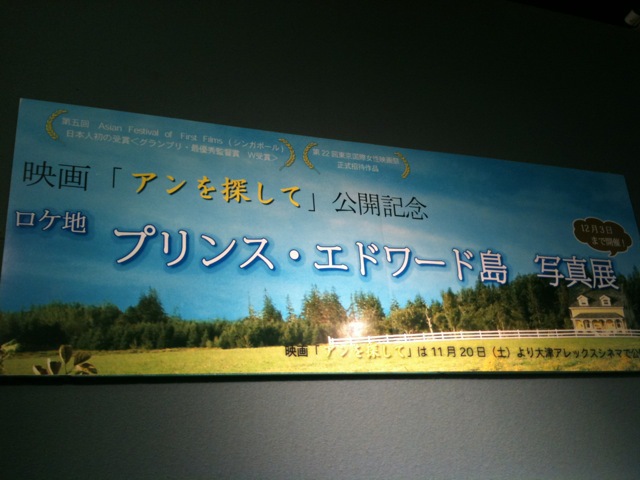 第五回 Asian Festival of First Films (シンガポール)
日本人初の受賞<グランプリ・最優秀監督賞 W受賞>
第22回東京国際女性映画祭
正式招待作品
映画「アンを探して」公開記念
ロケ地 プリンス・エドワード島 写真展
12月3日
まで開催!
映画「アンを探して」は11月20日(土)より大津アレックスシネマで公